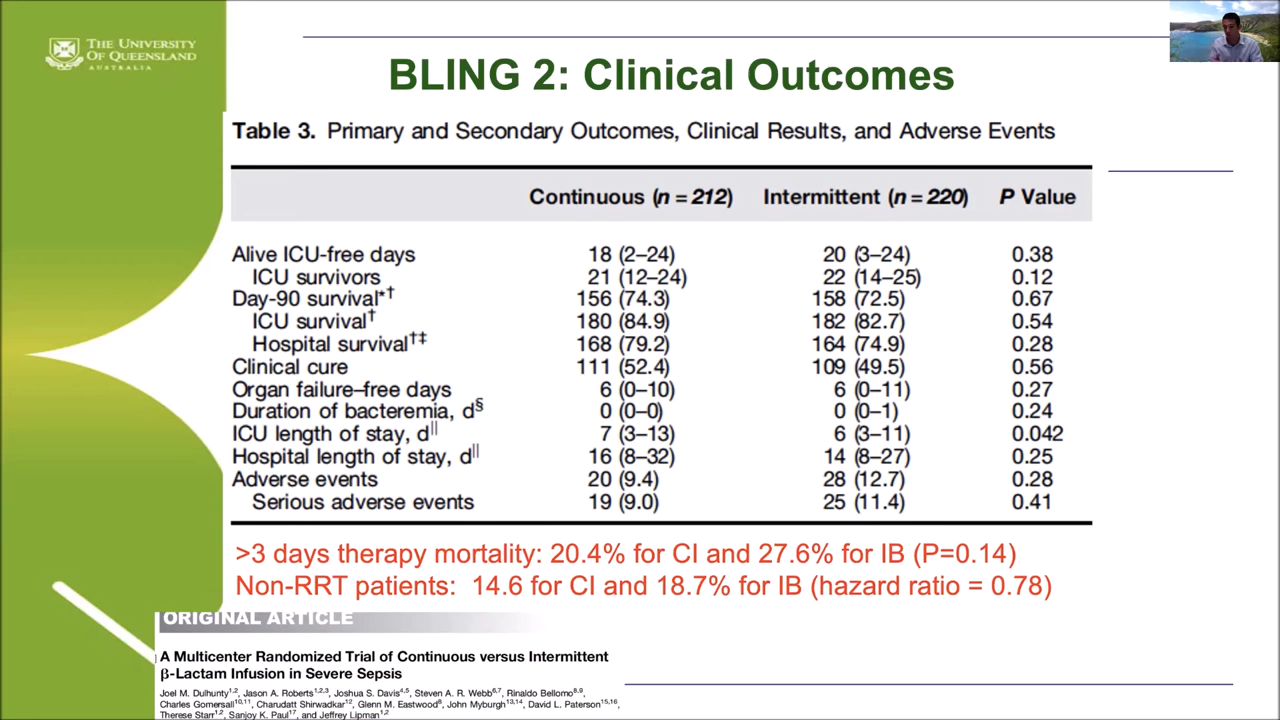 THE UNIVERSITY
OF QUEENSLAND
AUSTRALIA
BLING 2: Clinical Outcomes
Table 3. Primary and Secondary Outcomes, Clinical Results, and Adverse Events
Continuous (n = 212) Intermittent (n = 220) P Value
Alive ICU-free days 18 (2–24) 20 (3–24) 0.38
ICU survivors 21 (12–24) 22 (14–25) 0.12
Day-90 survival*† 156 (74.3) 158 (72.5) 0.67
ICU survival† 180 (84.9) 182 (82.7) 0.54
Hospital survival†‡ 168 (79.2) 164 (74.9) 0.28
Clinical cure 111 (52.4) 109 (49.5) 0.56
Organ failure–free days 6 (0–10) 6 (0–11) 0.27
Duration of bacteremia, d§ 0 (0–0) 0 (0–1) 0.24
ICU length of stay, d|| 7 (3–13) 6 (3–11) 0.042
Hospital length of stay, d|| 16 (8–32) 14 (8–27) 0.25
Adverse events 20 (9.4) 28 (12.7) 0.28
Serious adverse events 19 (9.0) 25 (11.4) 0.41
>3 days therapy mortality: 20.4% for CI and 27.6% for IB (P=0.14)
Non-RRT patients: 14.6 for CI and 18.7% for IB (hazard ratio = 0.78)
ORIGINAL ARTICLE
A Multicenter Randomized Trial of Continuous versus Intermittent
β-Lactam Infusion in Severe Sepsis
Joel M. Dulhunty1,2, Jason A. Roberts1,2,3, Joshua S. Davis4,5, Steven A. R. Webb6,7, Rinaldo Bellomo8,9,
Charles Gomersall10,11, Charudatt Shirwadkar12, Glenn M. Eastwood8, John Myburgh13,14, David L. Paterson15,16,
Therese Starr1,2, Sanjoy K. Paul17, and Jeffrey Lipman1,2